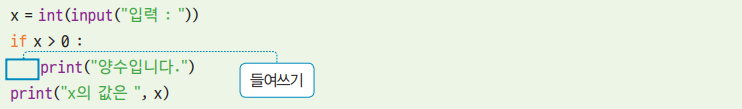 x = int(input("입력 : "))
if x > 0 :
print("양수입니다.")
들여쓰기
print("x의 값은 ", x)